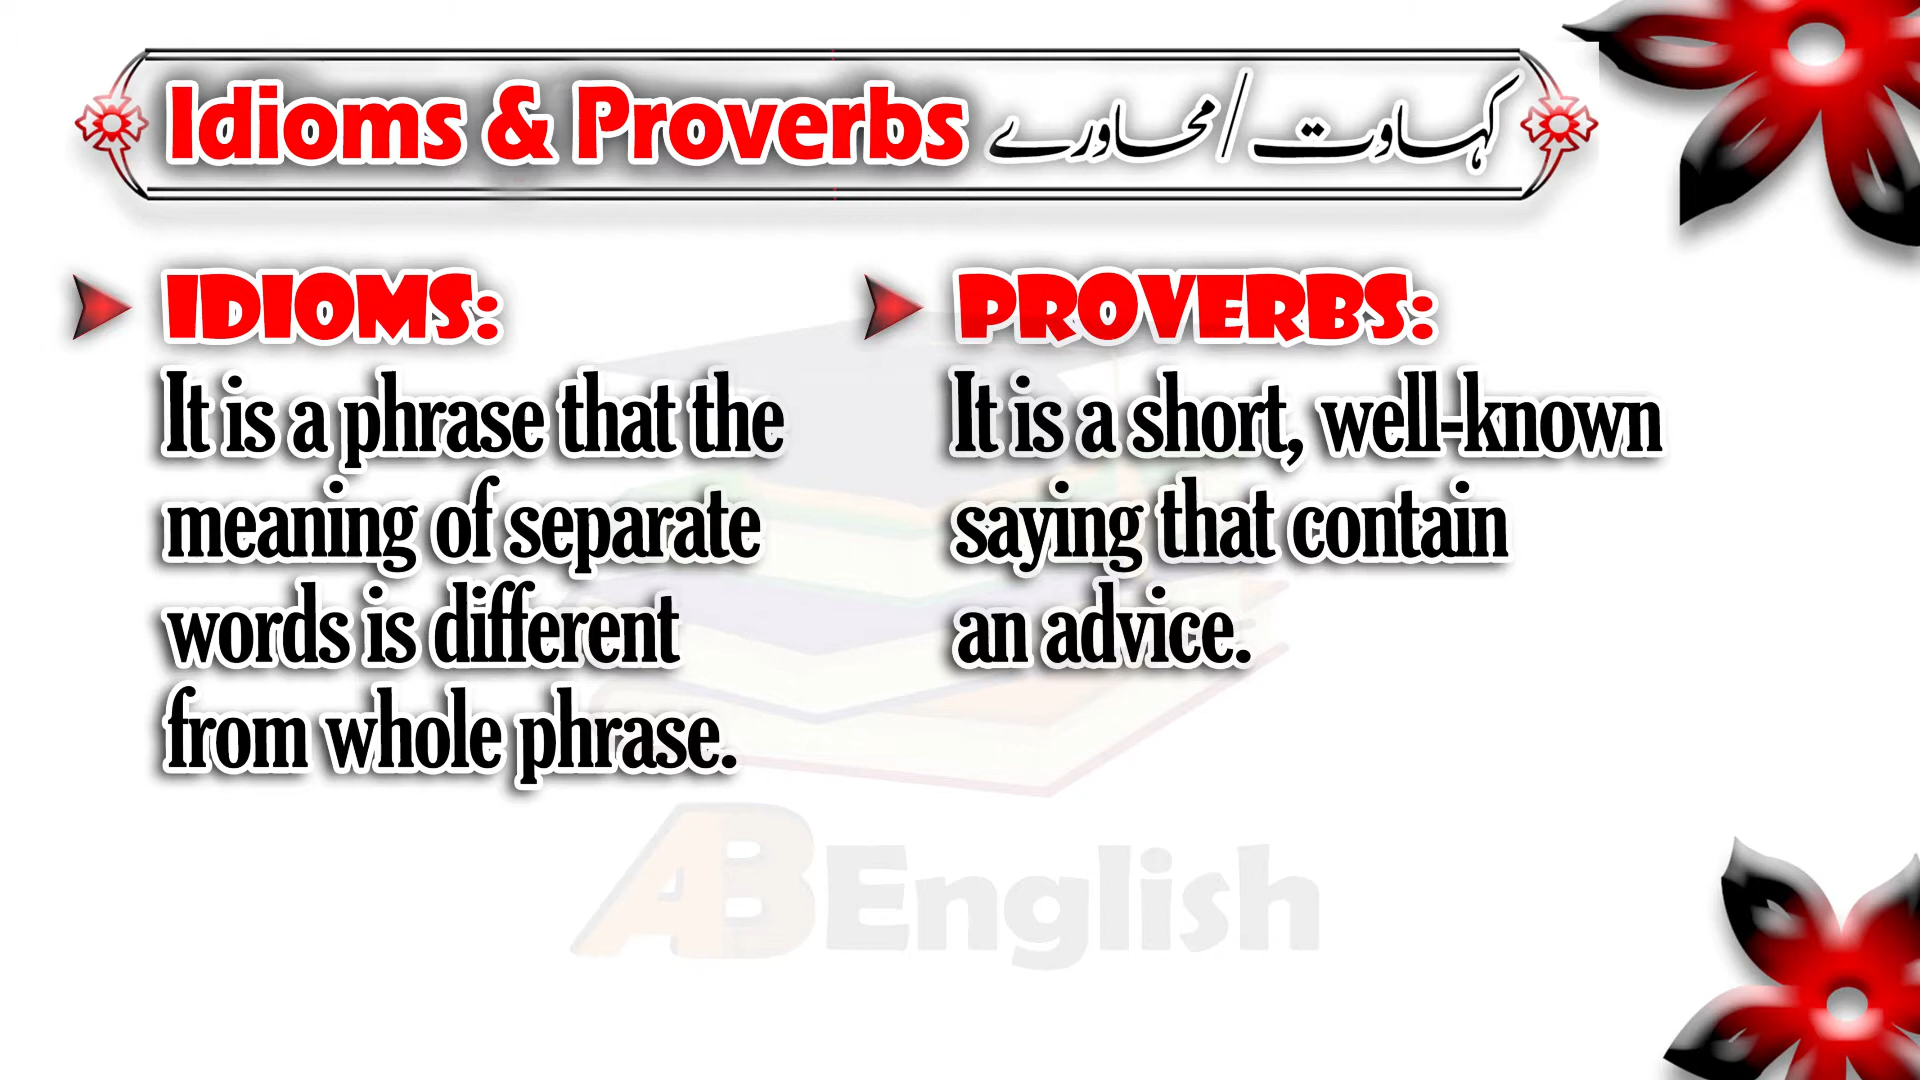 Idioms & Proverbs کہاوت/محاورے
IDIOMS:
It is a phrase that the
meaning of separate
words is different
from whole phrase.
PROVERBS:
It is a short, well-known
saying that contain
an advice.
ABEnglish